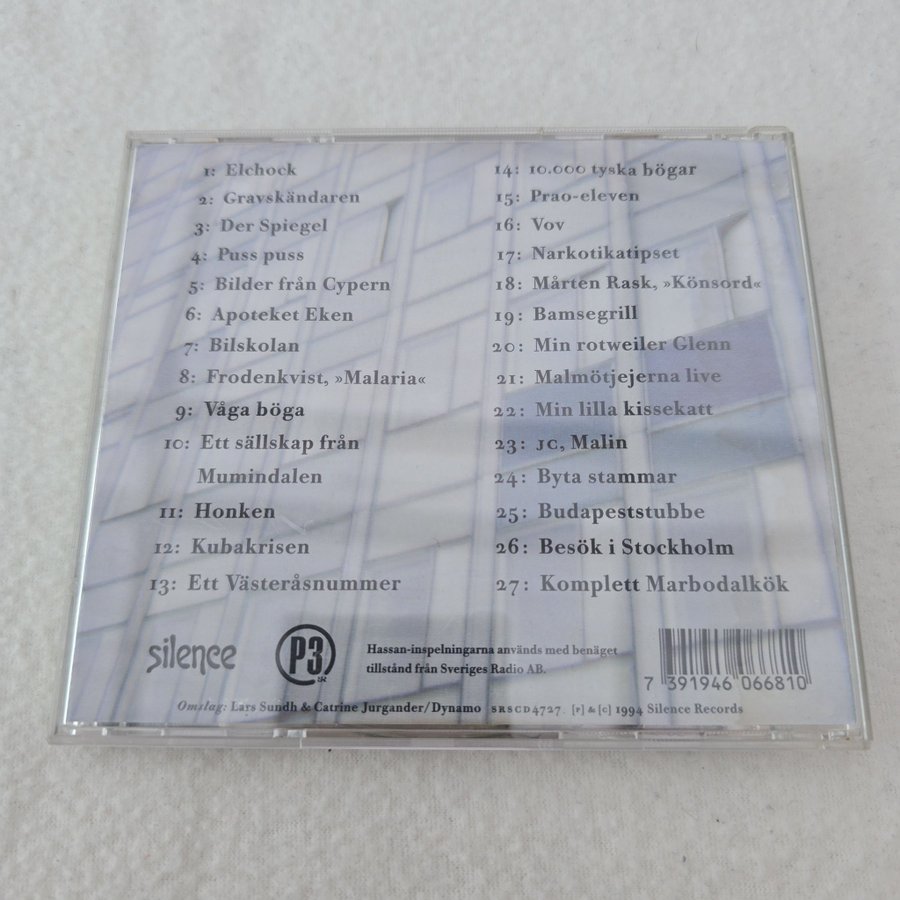 1: Elchock
2: Gravskändaren
3: Der Spiegel
4: Puss puss
5: Bilder från Cypern
6: Apoteket Eken
7: Bilskolan
8: Frodenkvist, »Malaria«
9: Våga böga
10: Ett sällskap från
Mumindalen
11: Honken
12: Kubakrisen
13: Ett Västeråsnummer
14: 10.000 tyska bögar
15: Prao-eleven
16: Vov
17: Narkotikatipset
18: Mårten Rask, »Könsord«
19: Bamsegrill
20: Min rotweiler Glenn
21: Malmötjejerna live
22: Min lilla kissekatt
23: JC, Malin
24: Byta stammar
25: Budapeststubbe
26: Besök i Stockholm
27: Komplett Marbodalkök
silence
P3
SR
Hassan-inspelningarna används med benäget
tillstånd från Sveriges Radio AB.
7 391946 066810
Omslag: Lars Sundh & Catrine Jurgander/Dynamo SRSCD4727. [P] & [C] 1994 Silence Records